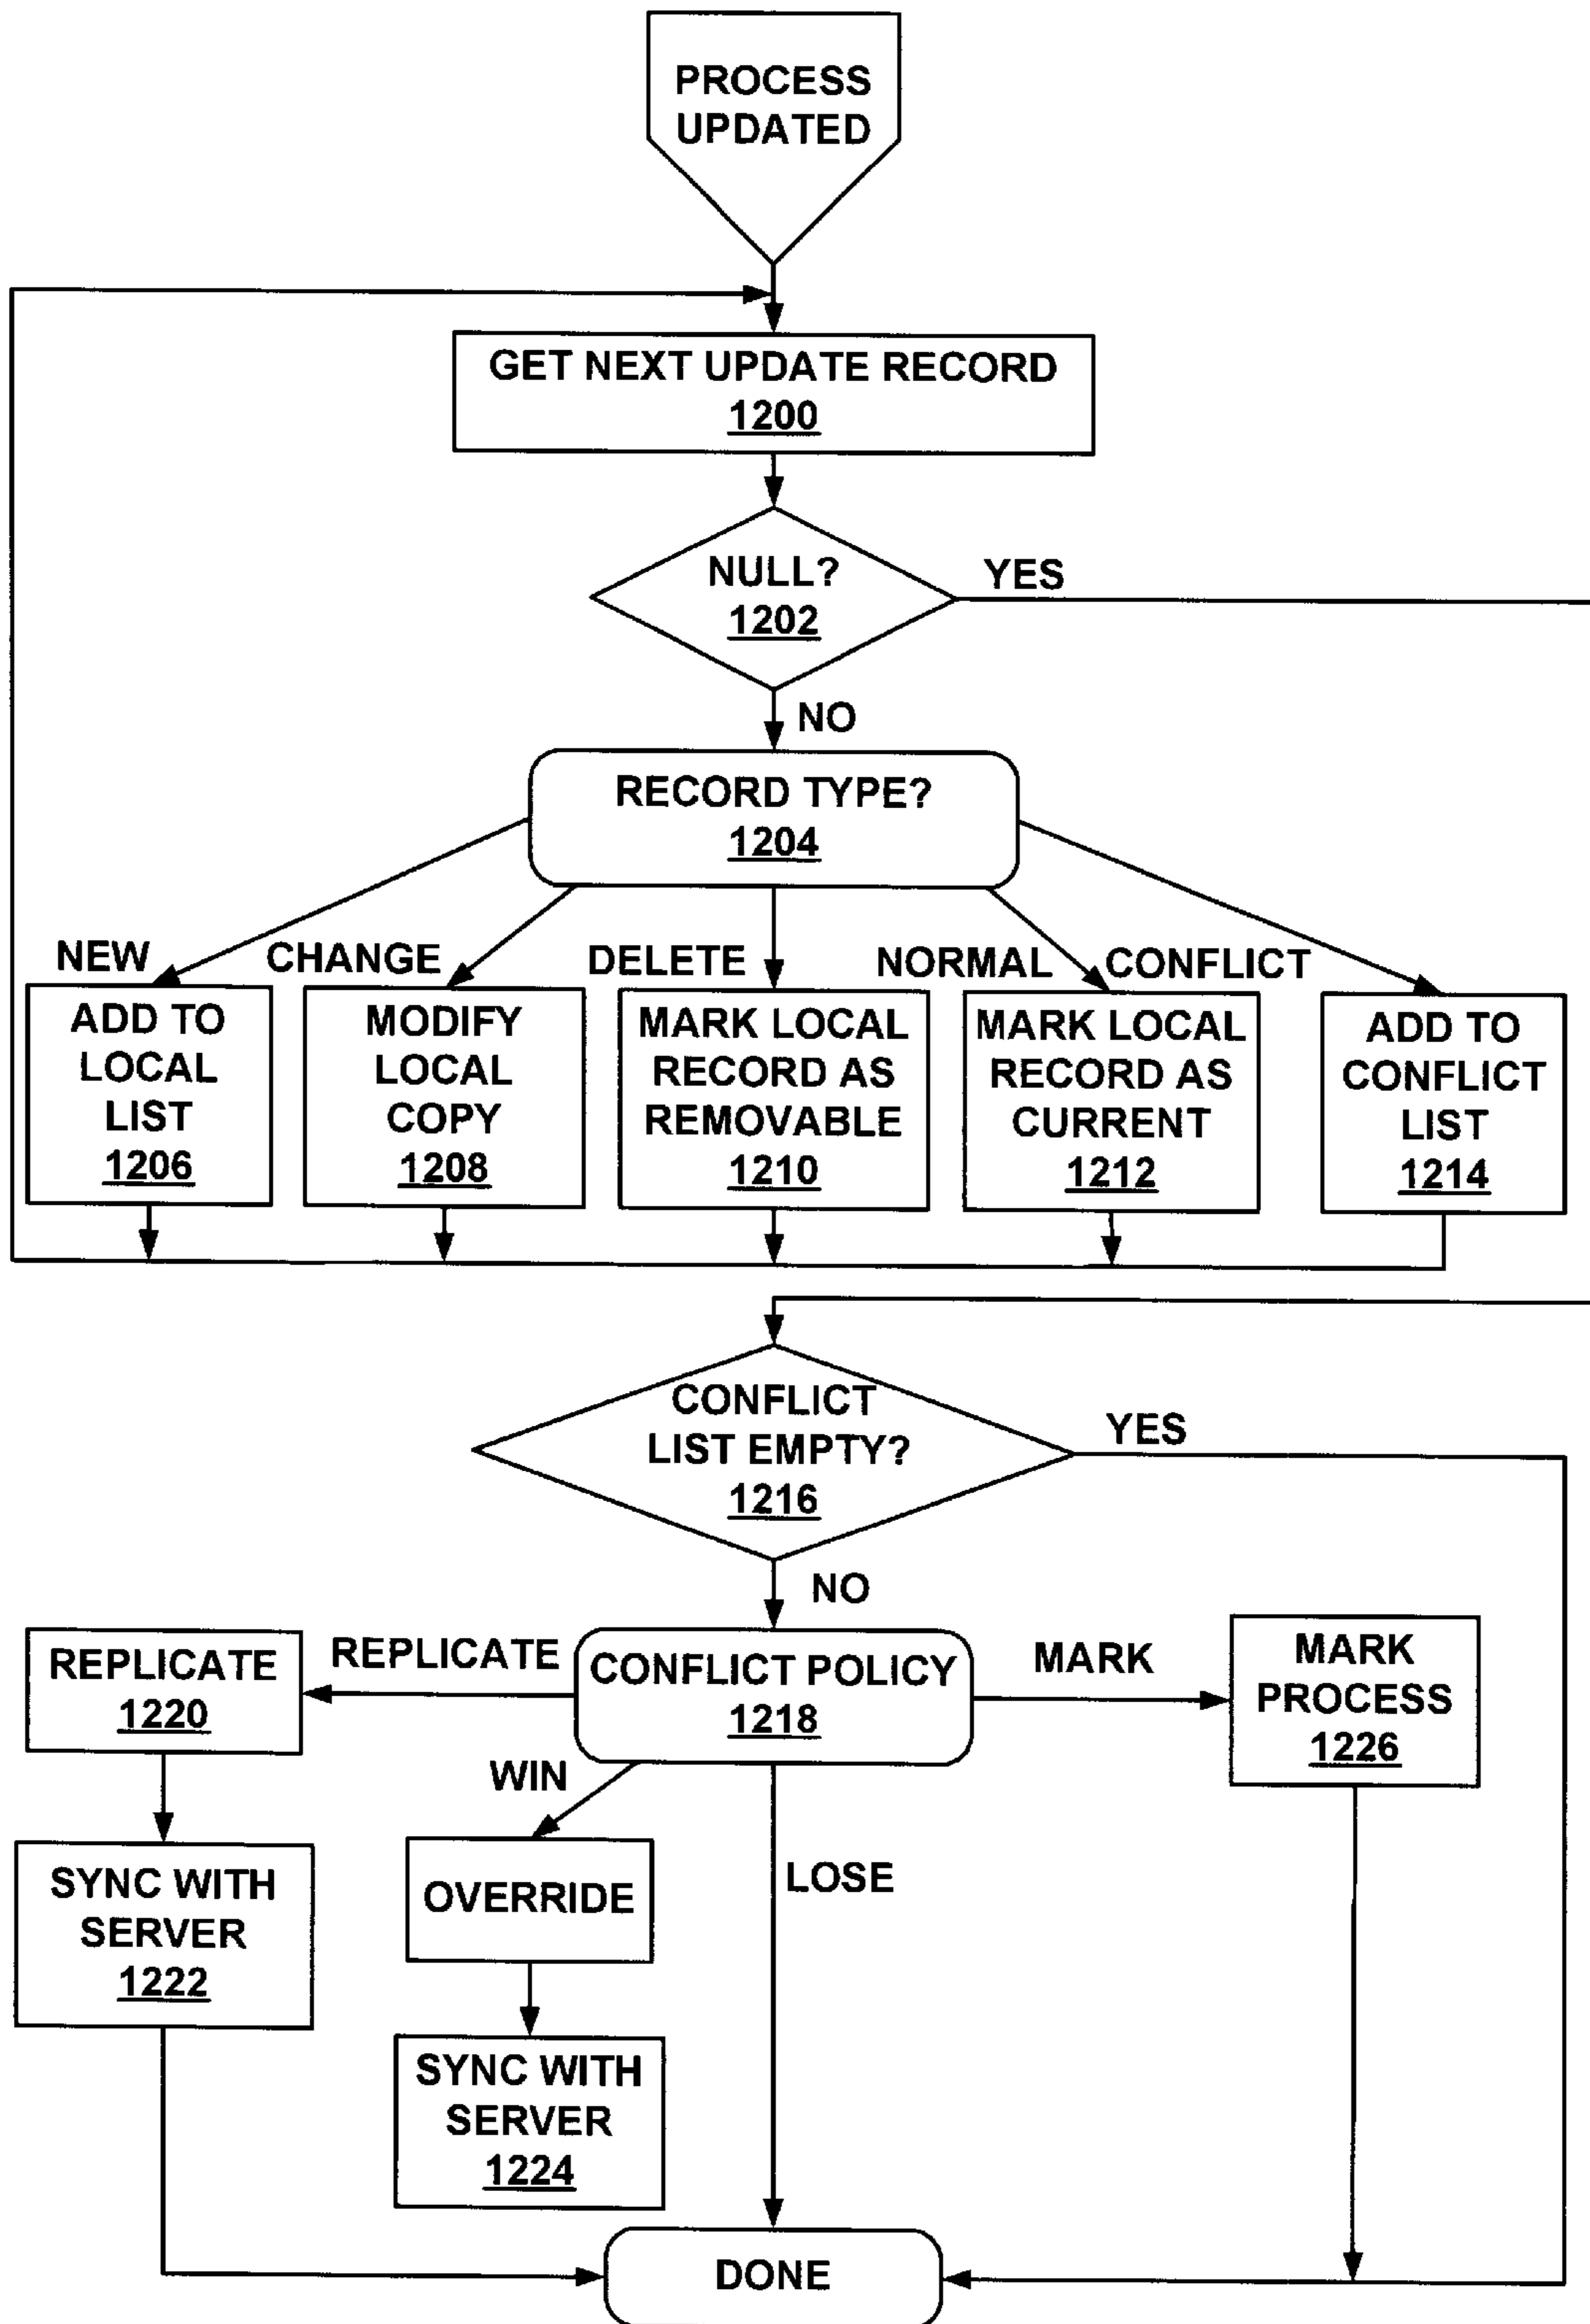 PROCESS
UPDATED
GET NEXT UPDATE RECORD
1200
NULL?
1202
YES
NO
RECORD TYPE?
1204
NEW
CHANGE
DELETE
NORMAL
CONFLICT
ADD TO
LOCAL
LIST
1206
MODIFY
LOCAL
COPY
1208
MARK LOCAL
RECORD AS
REMOVABLE
1210
MARK LOCAL
RECORD AS
CURRENT
1212
ADD TO
CONFLICT
LIST
1214
CONFLICT
LIST EMPTY?
1216
YES
NO
REPLICATE
1220
REPLICATE
CONFLICT POLICY
1218
MARK
MARK
PROCESS
1226
WIN
LOSE
SYNC WITH
SERVER
1222
OVERRIDE
SYNC WITH
SERVER
1224
DONE